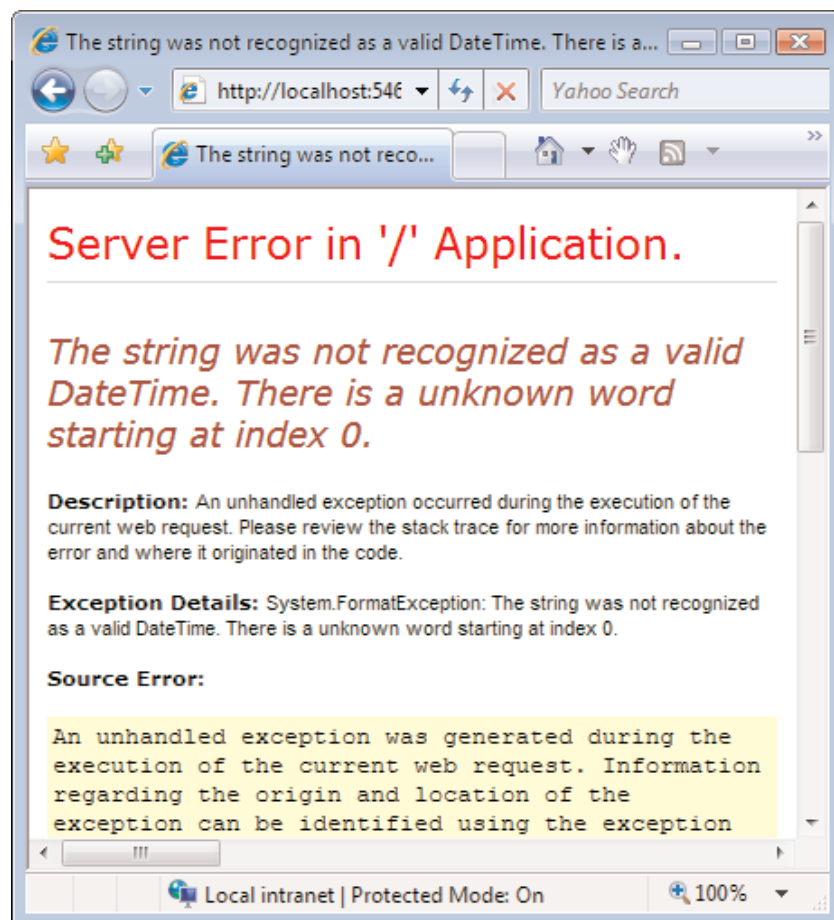 The string was not recognized as a valid DateTime. There is a...
http://localhost:546
Yahoo Search
The string was not reco...
Server Error in '/' Application.
The string was not recognized as a valid
DateTime. There is a unknown word
starting at index 0.
Description: An unhandled exception occurred during the execution of the
current web request. Please review the stack trace for more information about the
error and where it originated in the code.
Exception Details: System.FormatException: The string was not recognized
as a valid DateTime. There is a unknown word starting at index 0.
Source Error:
An unhandled exception was generated during the
execution of the current web request. Information
regarding the origin and location of the
exception can be identified using the exception
Local intranet | Protected Mode: On
100%